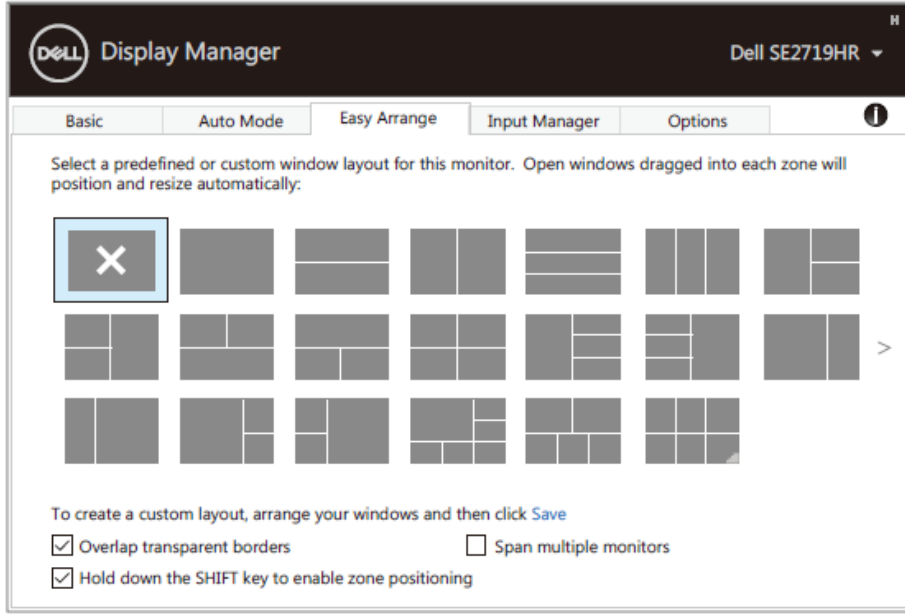 DELL Display Manager
Dell SE2719HR
Basic Auto Mode Easy Arrange Input Manager Options
Select a predefined or custom window layout for this monitor. Open windows dragged into each zone will
position and resize automatically:
>
To create a custom layout, arrange your windows and then click Save
Overlap transparent borders
Span multiple monitors
Hold down the SHIFT key to enable zone positioning